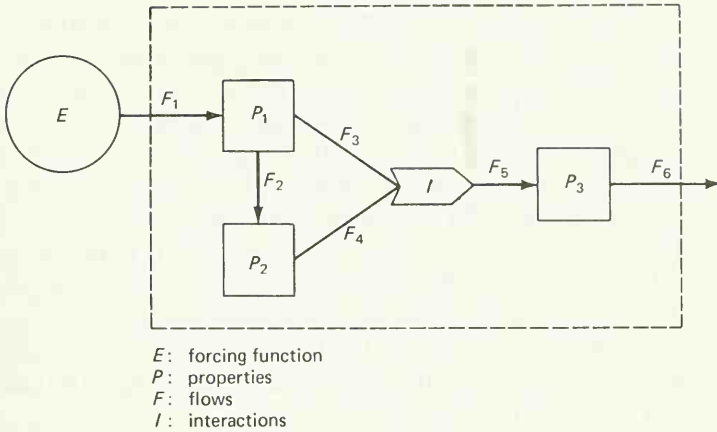 E
F₁
P₁
F₂
P₂
F₃
F₄
I
F₅
P₃
F₆
E: forcing function
P: properties
F: flows
I: interactions